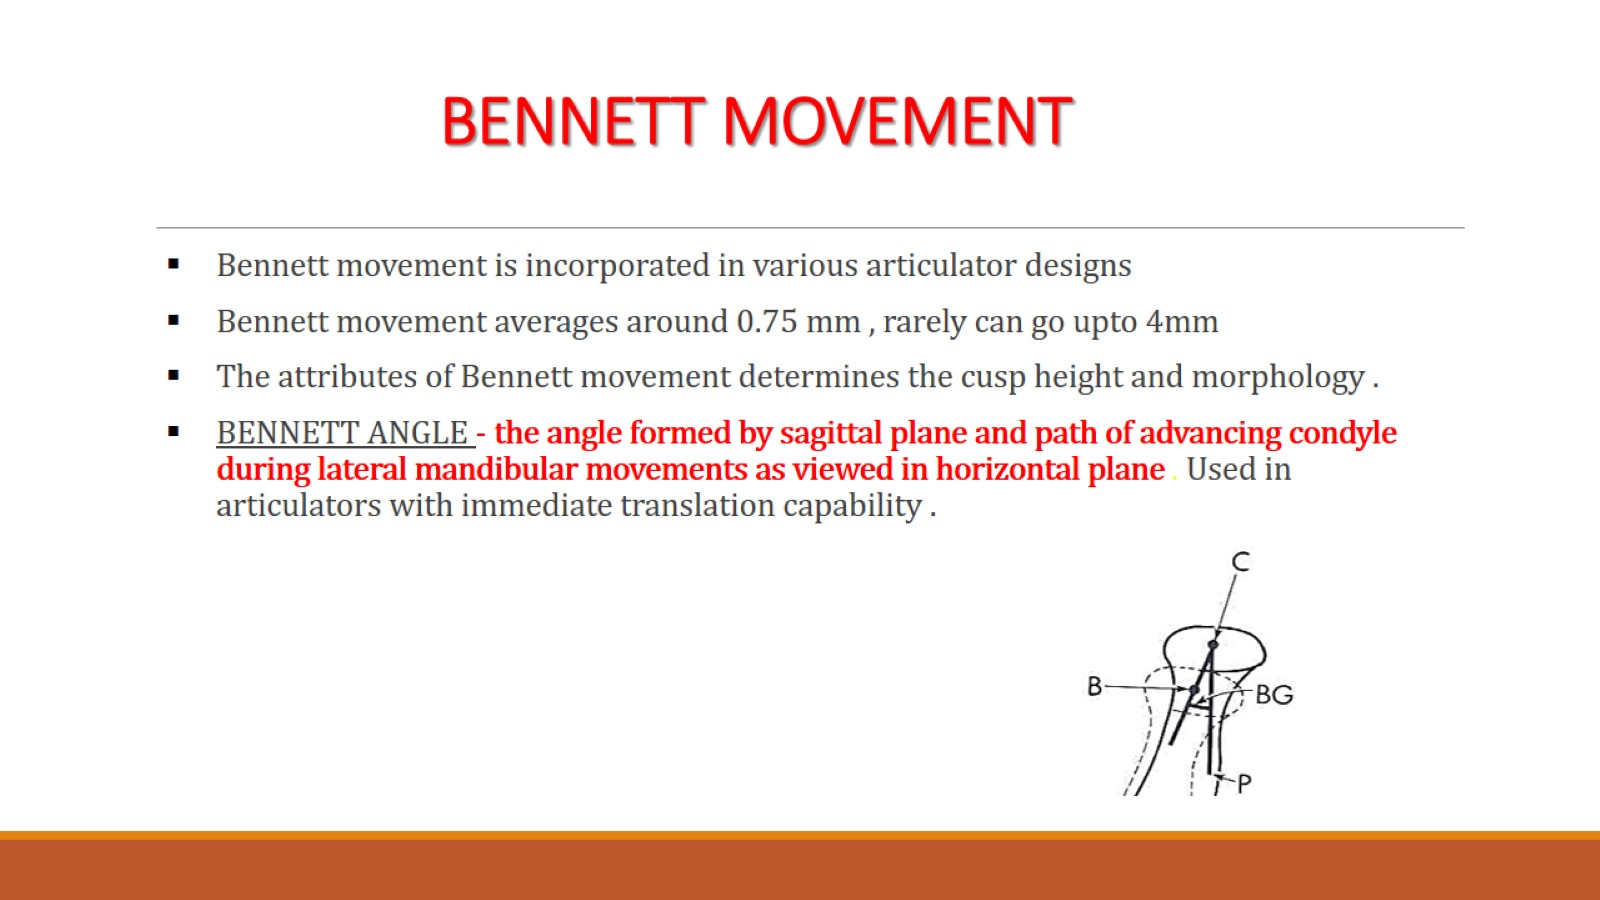 BENNETT MOVEMENT
▪ Bennett movement is incorporated in various articulator designs
▪ Bennett movement averages around 0.75 mm , rarely can go upto 4mm
▪ The attributes of Bennett movement determines the cusp height and morphology .
▪ BENNETT ANGLE - the angle formed by sagittal plane and path of advancing condyle
during lateral mandibular movements as viewed in horizontal plane . Used in
articulators with immediate translation capability .
C
B
BG
P